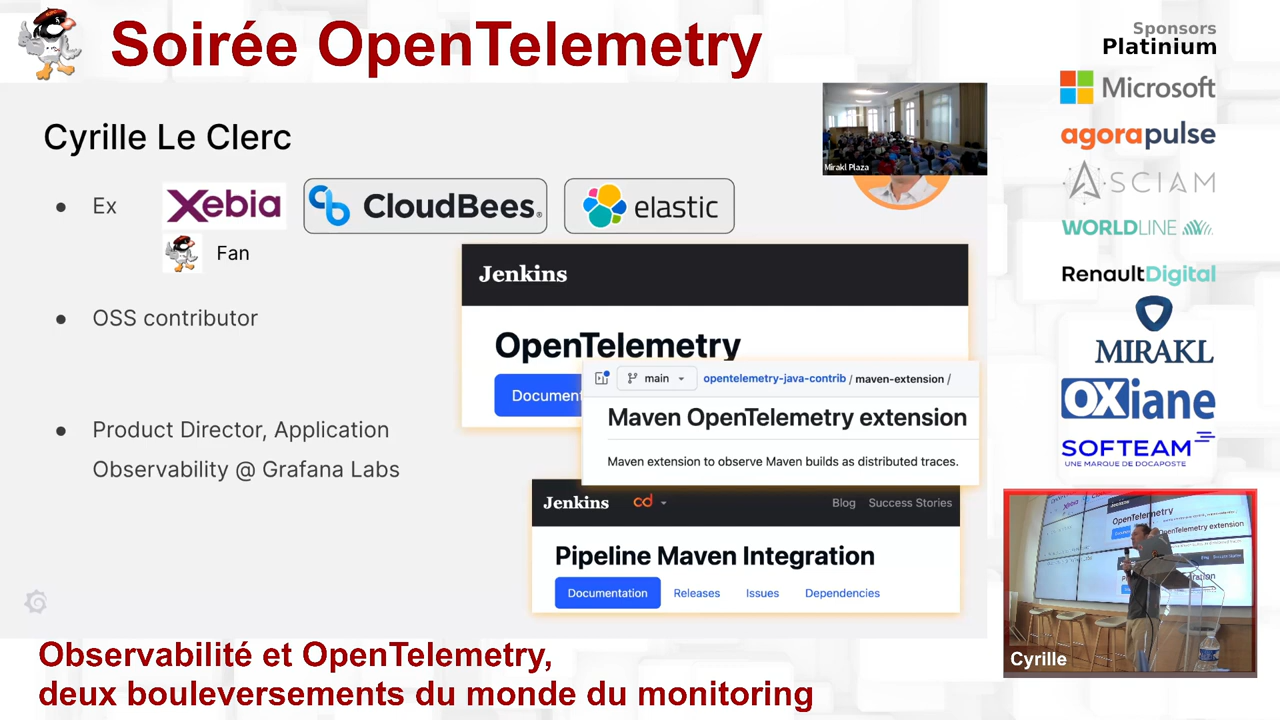 Soirée OpenTelemetry
Sponsors
Platinium
Microsoft
agorapulse
ASCIAM
WORLDLINE
RenaultDigital
MIRAKL
OXiane
SOFTEAM
UNE MARQUE DE DOCAPOSTE
Cyrille Le Clerc
Mirakl Plaza
Ex
Xebia
CloudBees®
elastic
Fan
OSS contributor
Product Director, Application
Observability @ Grafana Labs
Jenkins
OpenTelemetry
Documen
main
opentelemetry-java-contrib / maven-extension /
Maven OpenTelemetry extension
Maven extension to observe Maven builds as distributed traces.
Jenkins cd Blog Success Stories
Pipeline Maven Integration
Documentation Releases Issues Dependencies
OpenTelemetry
OpenTelemetry extension
Cyrille
Observabilité et OpenTelemetry,
deux bouleversements du monde du monitoring